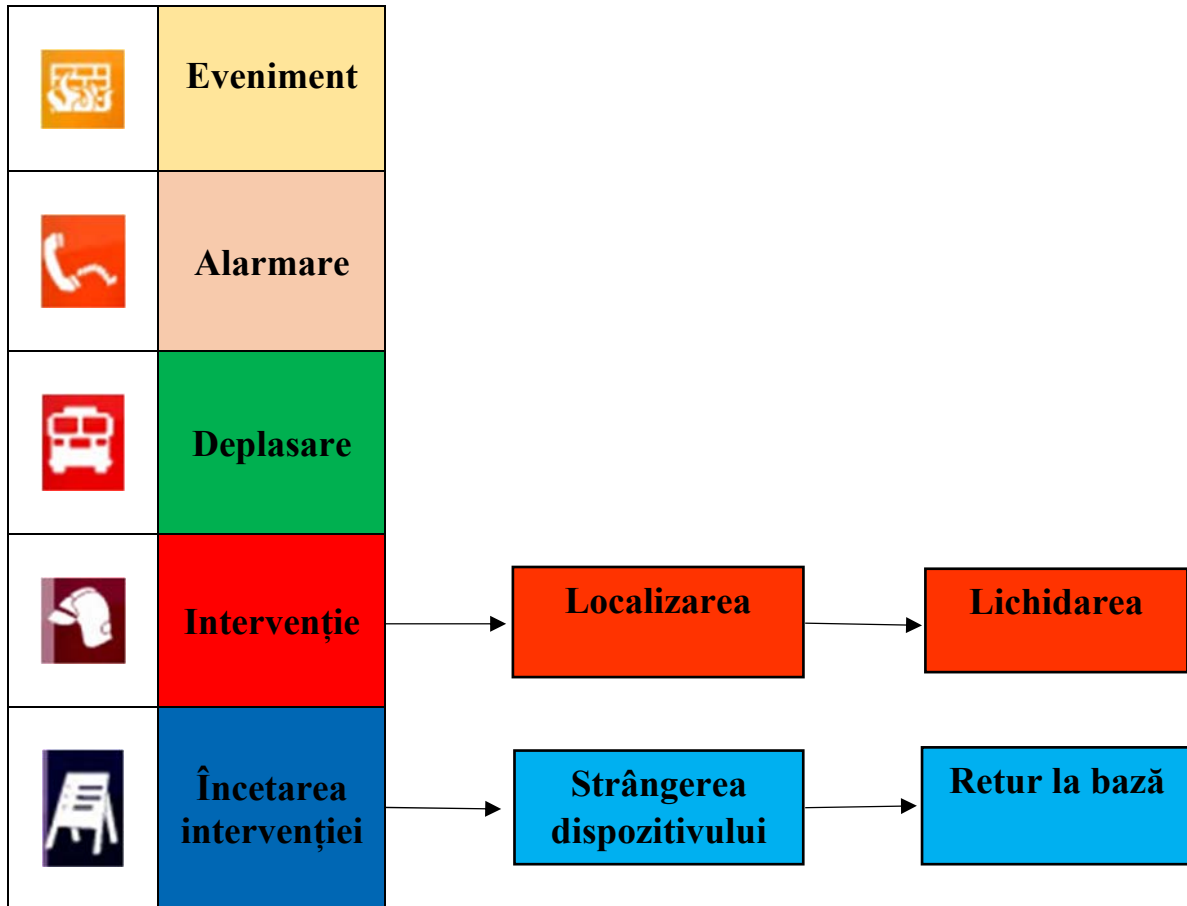 Eveniment
Alarmare
Deplasare
Intervenție
Localizarea
Lichidarea
Încetarea
intervenției
Strângerea
dispozitivului
Retur la bază